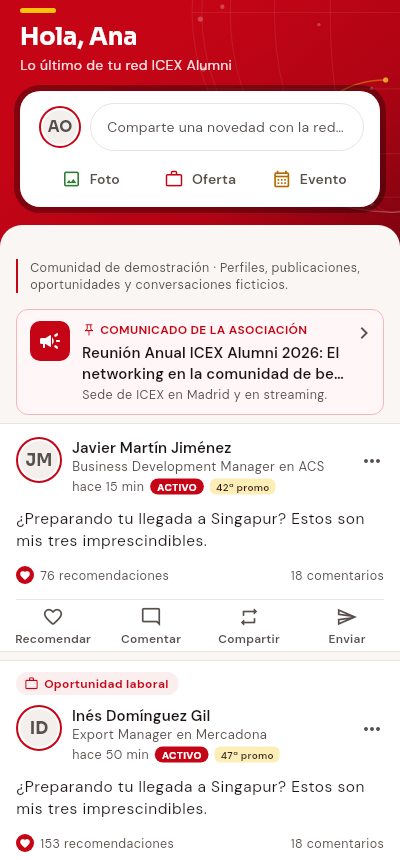 Hola, Ana
Lo último de tu red ICEX Alumni
AO
Comparte una novedad con la red...
Foto
Oferta
Evento
Comunidad de demostración · Perfiles, publicaciones,
oportunidades y conversaciones ficticios.
COMUNICADO DE LA ASOCIACIÓN
Reunión Anual ICEX Alumni 2026: El
networking en la comunidad de be...
Sede de ICEX en Madrid y en streaming.
JM
Javier Martín Jiménez
Business Development Manager en ACS
hace 15 min ACTIVO 42ª promo
¿Preparando tu llegada a Singapur? Estos son
mis tres imprescindibles.
76 recomendaciones
18 comentarios
Recomendar
Comentar
Compartir
Enviar
Oportunidad laboral
ID
Inés Domínguez Gil
Export Manager en Mercadona
hace 50 min ACTIVO 47ª promo
¿Preparando tu llegada a Singapur? Estos son
mis tres imprescindibles.
153 recomendaciones
18 comentarios